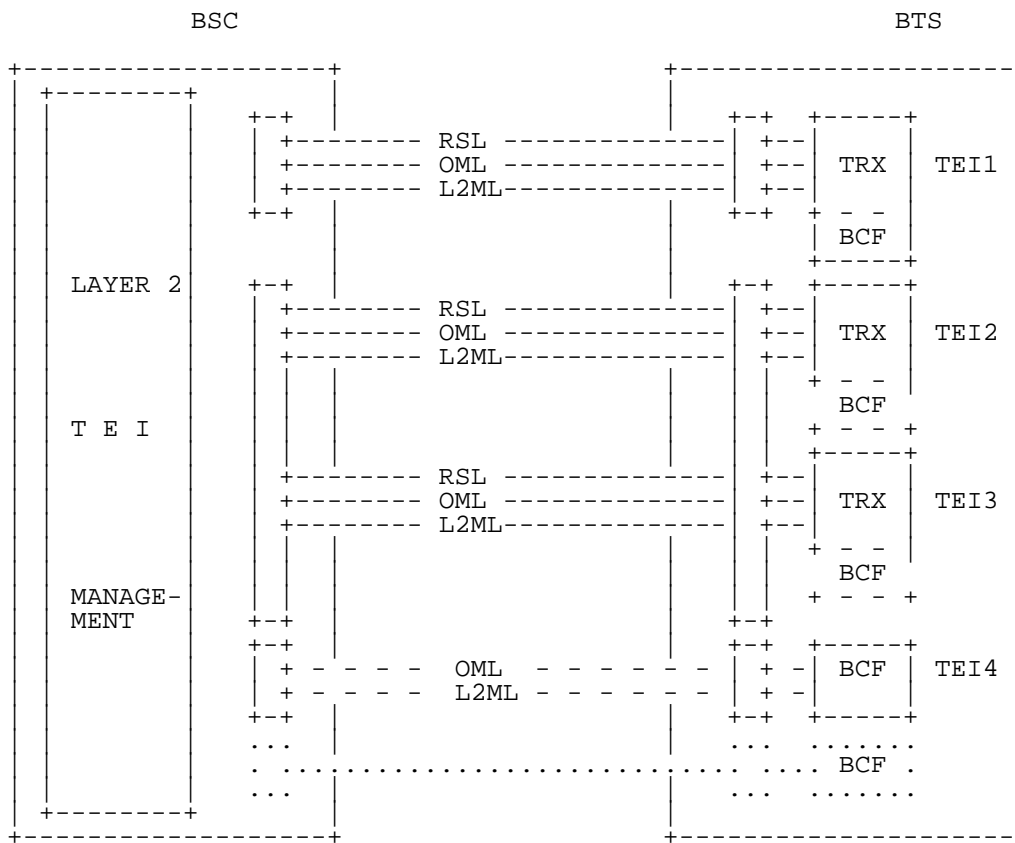 BSC BTS
RSL
OML TRX TEI1
L2ML
BCF
LAYER 2
RSL
OML TRX TEI2
L2ML
BCF
T E I
RSL
OML TRX TEI3
L2ML
BCF
MANAGE-
MENT
OML BCF TEI4
L2ML
BCF